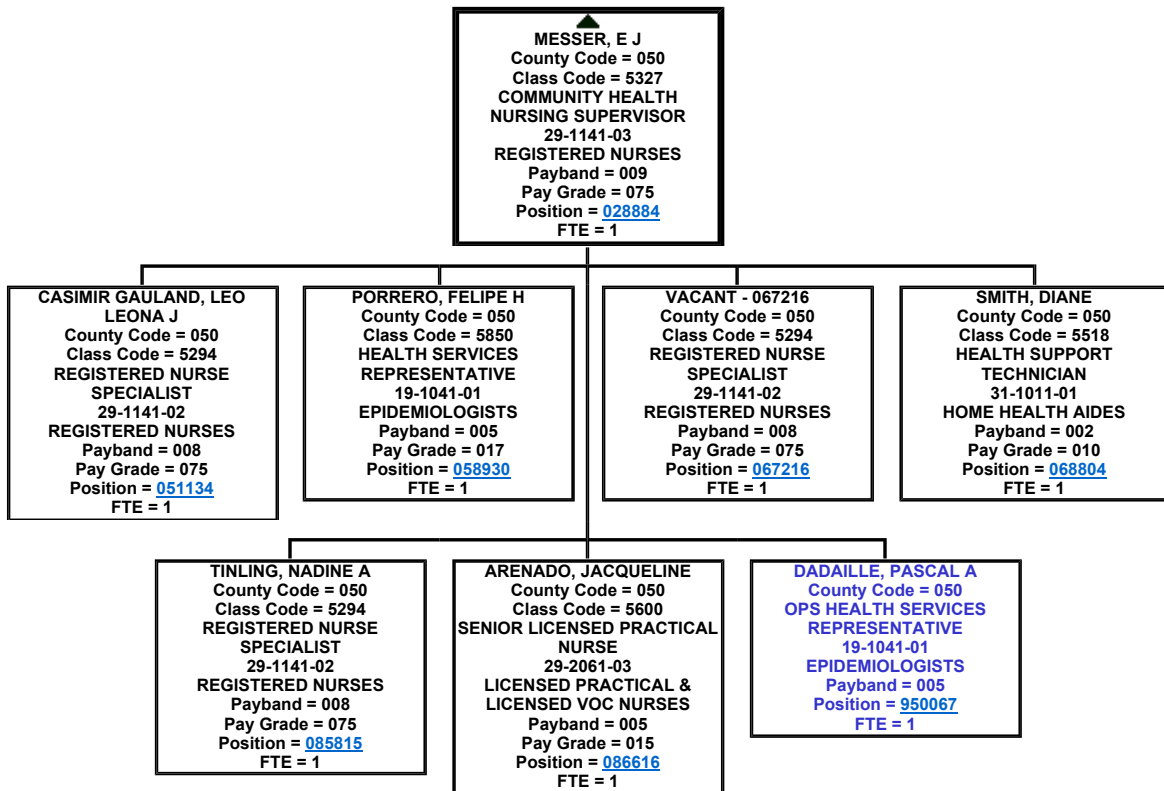 MESSER, E J
County Code = 050
Class Code = 5327
COMMUNITY HEALTH
NURSING SUPERVISOR
29-1141-03
REGISTERED NURSES
Payband = 009
Pay Grade = 075
Position = 028884
FTE = 1
CASIMIR GAULAND, LEO
LEONA J
County Code = 050
Class Code = 5294
REGISTERED NURSE
SPECIALIST
29-1141-02
REGISTERED NURSES
Payband = 008
Pay Grade = 075
Position = 051134
FTE = 1
PORRERO, FELIPE H
County Code = 050
Class Code = 5850
HEALTH SERVICES
REPRESENTATIVE
19-1041-01
EPIDEMIOLOGISTS
Payband = 005
Pay Grade = 017
Position = 058930
FTE = 1
VACANT - 067216
County Code = 050
Class Code = 5294
REGISTERED NURSE
SPECIALIST
29-1141-02
REGISTERED NURSES
Payband = 008
Pay Grade = 075
Position = 067216
FTE = 1
SMITH, DIANE
County Code = 050
Class Code = 5518
HEALTH SUPPORT
TECHNICIAN
31-1011-01
HOME HEALTH AIDES
Payband = 002
Pay Grade = 010
Position = 068804
FTE = 1
TINLING, NADINE A
County Code = 050
Class Code = 5294
REGISTERED NURSE
SPECIALIST
29-1141-02
REGISTERED NURSES
Payband = 008
Pay Grade = 075
Position = 085815
FTE = 1
ARENADO, JACQUELINE
County Code = 050
Class Code = 5600
SENIOR LICENSED PRACTICAL
NURSE
29-2061-03
LICENSED PRACTICAL &
LICENSED VOC NURSES
Payband = 005
Pay Grade = 015
Position = 086616
FTE = 1
DADAILLE, PASCAL A
County Code = 050
OPS HEALTH SERVICES
REPRESENTATIVE
19-1041-01
EPIDEMIOLOGISTS
Payband = 005
Position = 950067
FTE = 1